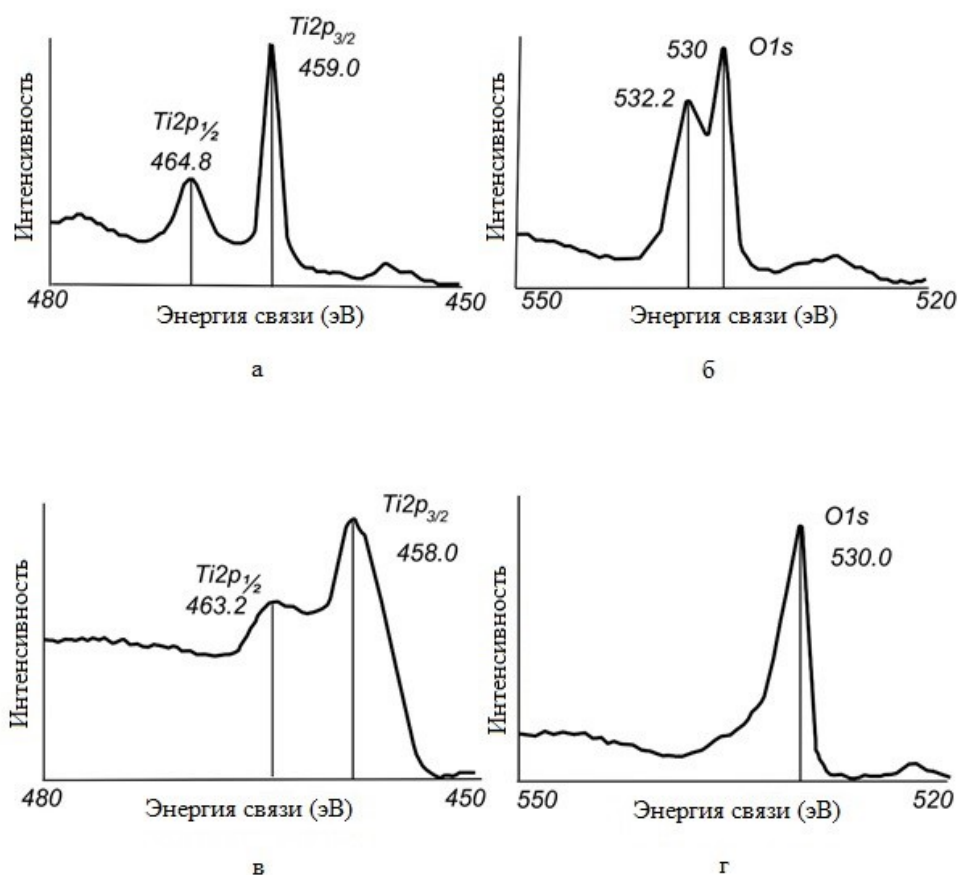 Ti2p3/2
459.0
Ti2p½
464.8
Интенсивность
480
450
Энергия связи (эВ)
а
530
O1s
532.2
Интенсивность
550
520
Энергия связи (эВ)
б
Ti2p3/2
458.0
Ti2p½
463.2
Интенсивность
480
450
Энергия связи (эВ)
в
O1s
530.0
Интенсивность
550
520
Энергия связи (эВ)
г